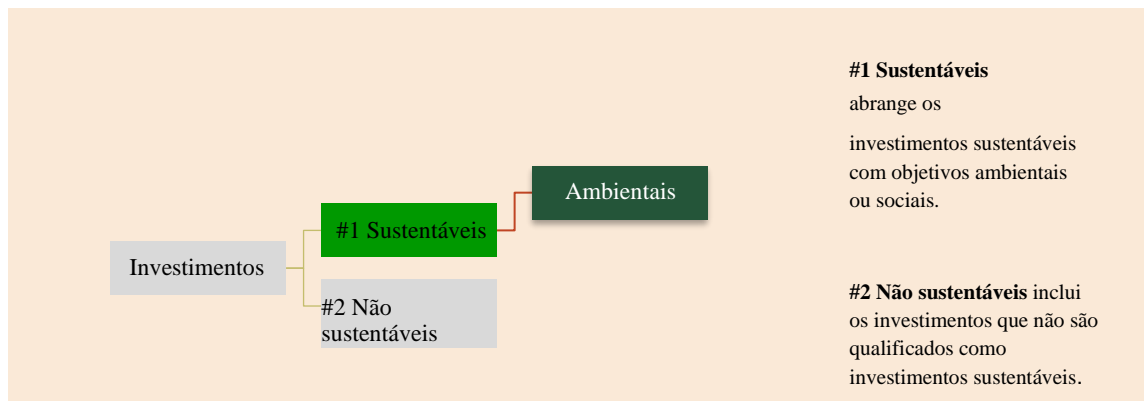 Investimentos
#1 Sustentáveis
#2 Não
sustentáveis
Ambientais
#1 Sustentáveis
abrange os
investimentos sustentáveis
com objetivos ambientais
ou sociais.
#2 Não sustentáveis inclui
os investimentos que não são
qualificados como
investimentos sustentáveis.